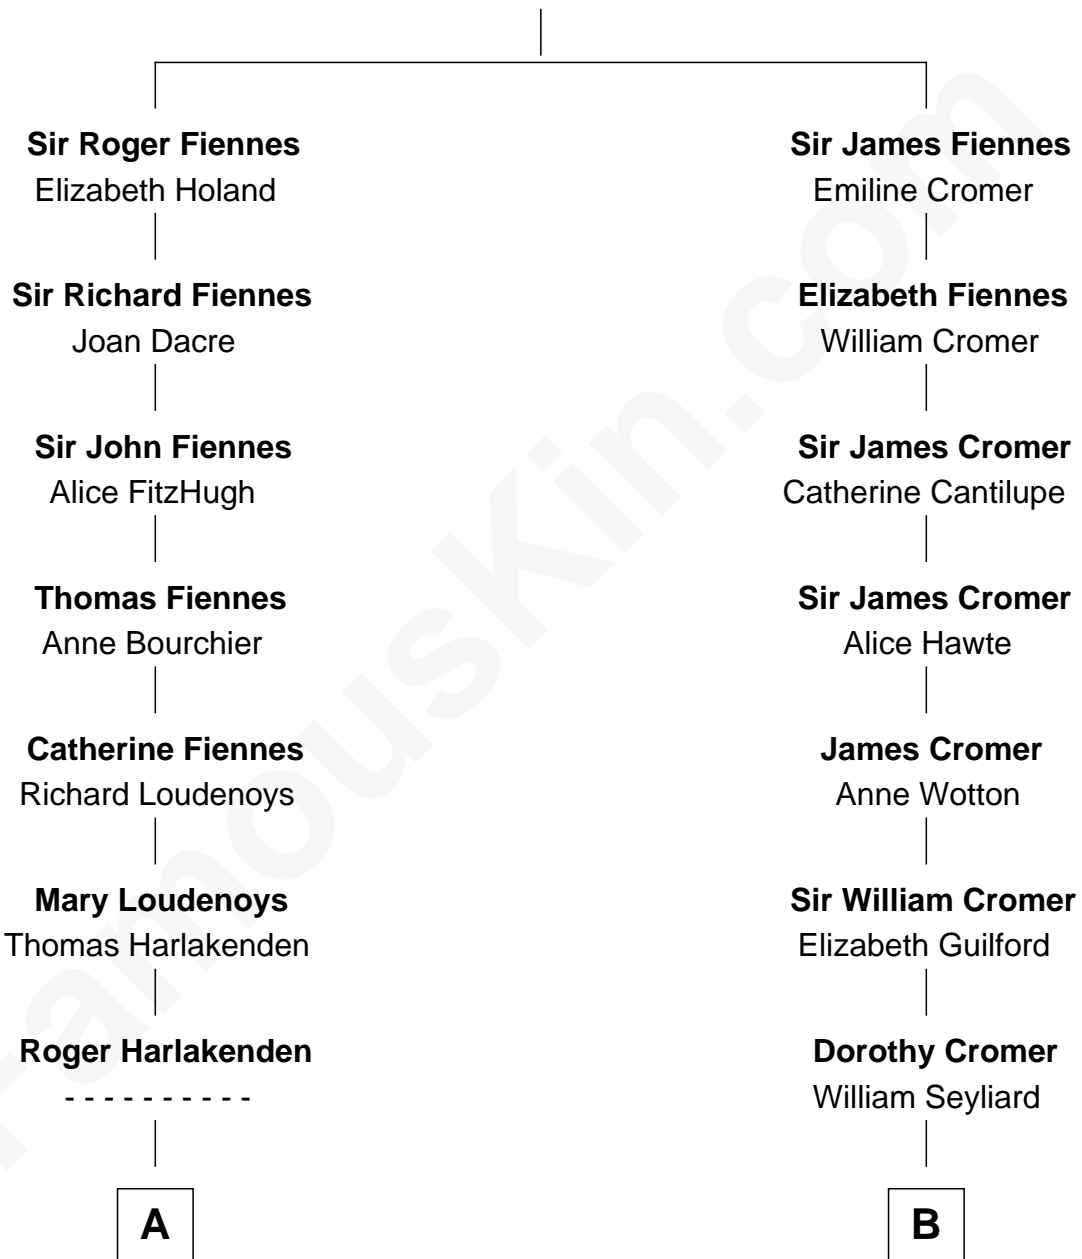 Sir Roger Fiennes
Elizabeth Holand
Sir Richard Fiennes
Joan Dacre
Sir John Fiennes
Alice FitzHugh
Thomas Fiennes
Anne Bourchier
Catherine Fiennes
Richard Loudenoys
Mary Loudenoys
Thomas Harlakenden
Roger Harlakenden
- - - - - - - - - -
A
Sir James Fiennes
Emiline Cromer
Elizabeth Fiennes
William Cromer
Sir James Cromer
Catherine Cantilupe
Sir James Cromer
Alice Hawte
James Cromer
Anne Wotton
Sir William Cromer
Elizabeth Guilford
Dorothy Cromer
William Seyliard
B
FamousKin.com